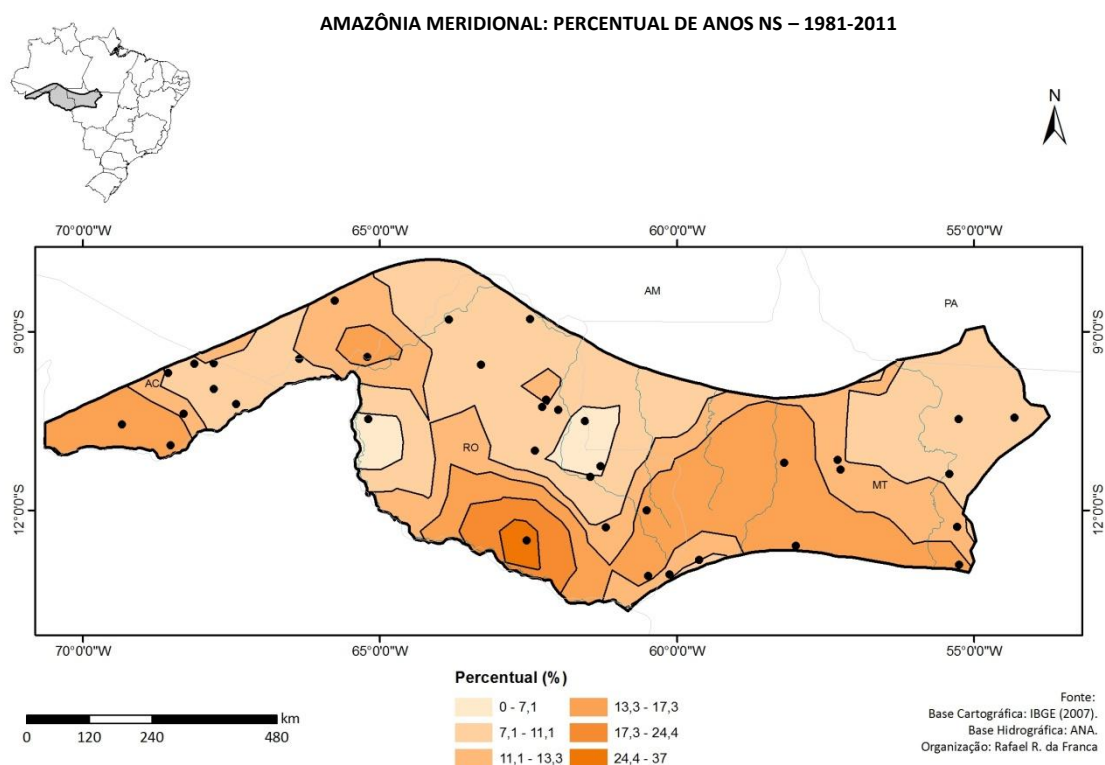 AMAZÔNIA MERIDIONAL: PERCENTUAL DE ANOS NS – 1981-2011
N
70°0'0"W 65°0'0"W 60°0'0"W 55°0'0"W
AM
PA
9°0'0"S 9°0'0"S
AC
RO
MT
12°0'0"S 12°0'0"S
70°0'0"W 65°0'0"W 60°0'0"W 55°0'0"W
Percentual (%)
0 - 7,1 13,3 - 17,3
7,1 - 11,1 17,3 - 24,4
11,1 - 13,3 24,4 - 37
km
0 120 240 480
Fonte:
Base Cartográfica: IBGE (2007).
Base Hidrográfica: ANA.
Organização: Rafael R. da Franca